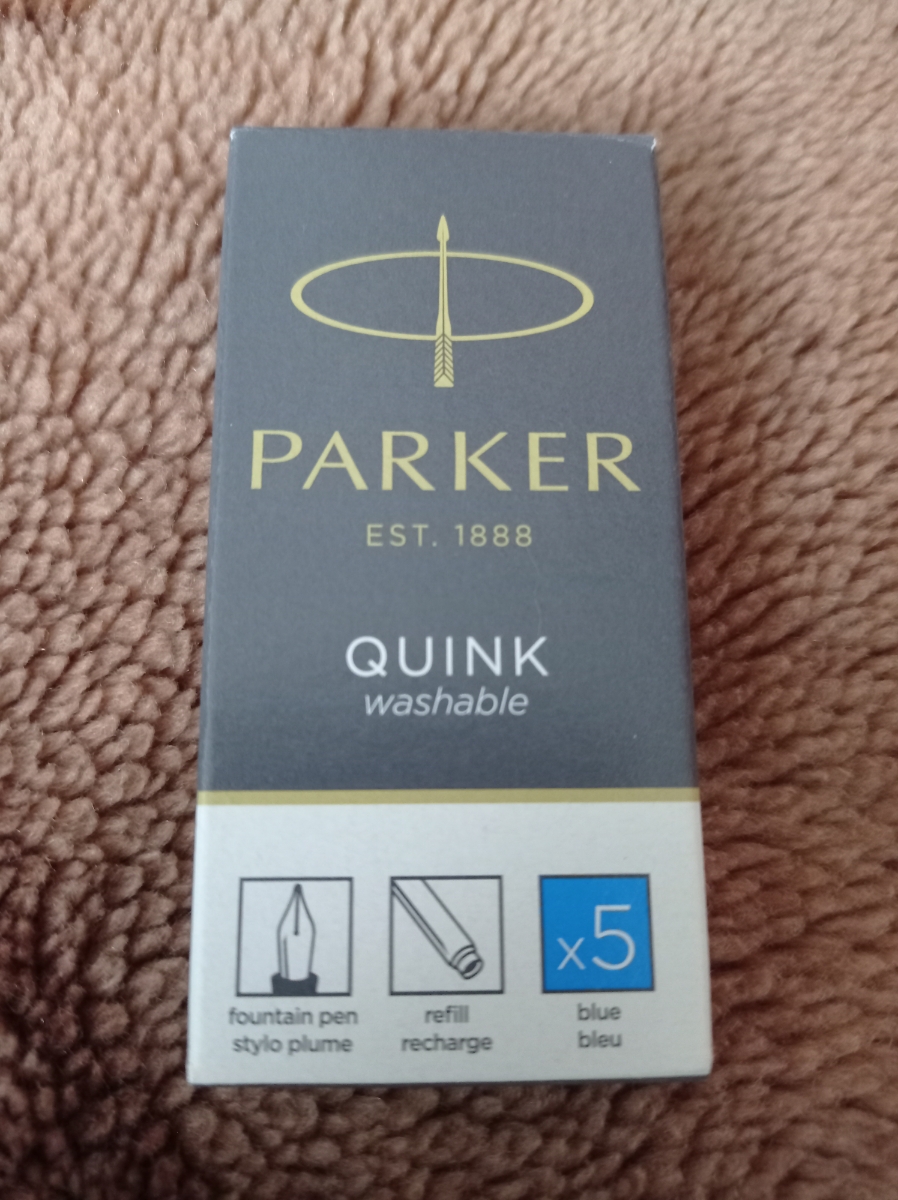 PARKER
EST. 1888
QUINK
washable
x5
fountain pen
stylo plume
refill
recharge
blue
bleu